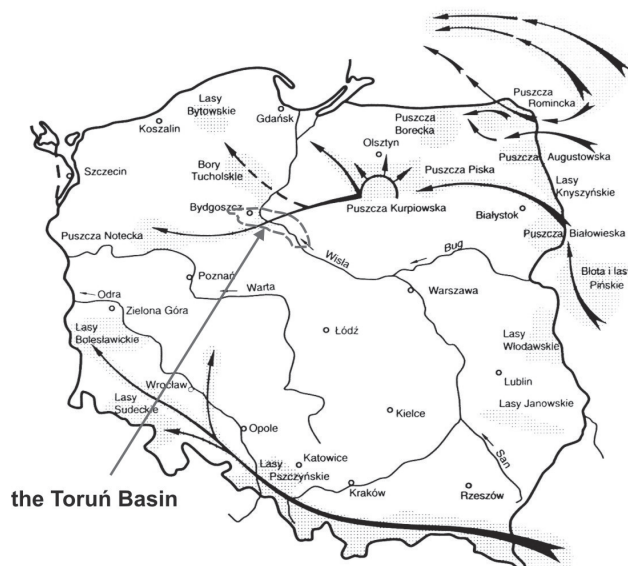 Puszcza
Romincka
Lasy
Bytowskie
Gdańsk
Koszalin
Puszcza
Borecka
Olsztyn
Szczecin
Bory
Tucholskie
Puszcza Piska
Puszcza
Augustowska
Lasy
Knyszyńskie
Bydgoszcz
Puszcza Kurpiowska
Białystok
Puszcza Notecka
Puszcza Białowieska
Wisła
Bug
Błota i lasy
Pińskie
Poznań
Odra
Warta
Warszawa
Zielona Góra
Łódź
Lasy
Bolesławickie
Lasy
Włodawskie
Wrocław
Lublin
Lasy
Sudeckie
Lasy Janowskie
Kielce
Opole
Katowice
Lasy
Pszczyńskie
San
Kraków
Rzeszów
the Toruń Basin